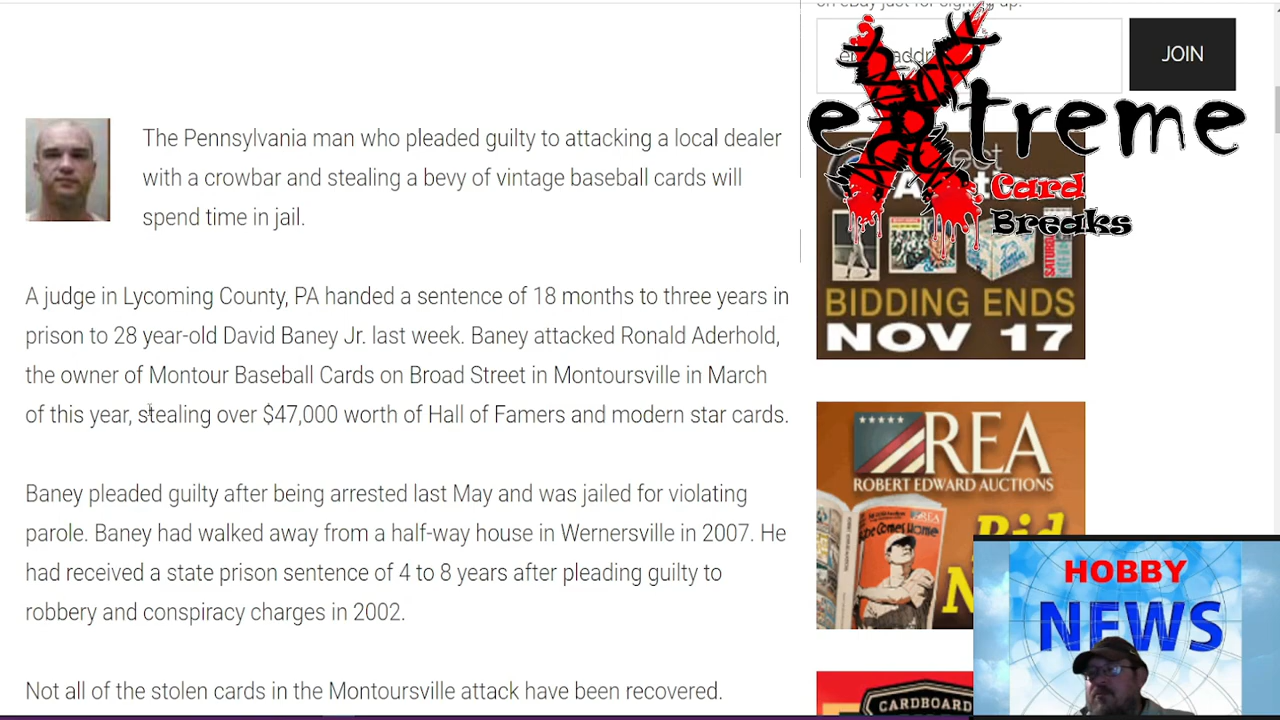 on eBay just for signing up.
JOIN
eXtreme
Card
Breaks
The Pennsylvania man who pleaded guilty to attacking a local dealer
with a crowbar and stealing a bevy of vintage baseball cards will
spend time in jail.
A judge in Lycoming County, PA handed a sentence of 18 months to three years in
prison to 28 year-old David Baney Jr. last week. Baney attacked Ronald Aderhold,
the owner of Montour Baseball Cards on Broad Street in Montoursville in March
of this year, stealing over $47,000 worth of Hall of Famers and modern star cards.
Baney pleaded guilty after being arrested last May and was jailed for violating
parole. Baney had walked away from a half-way house in Wernersville in 2007. He
had received a state prison sentence of 4 to 8 years after pleading guilty to
robbery and conspiracy charges in 2002.
Not all of the stolen cards in the Montoursville attack have been recovered.
BIDDING ENDS
NOV 17
REA
ROBERT EDWARD AUCTIONS
Bid
HOBBY
NEWS
CARDBOARD